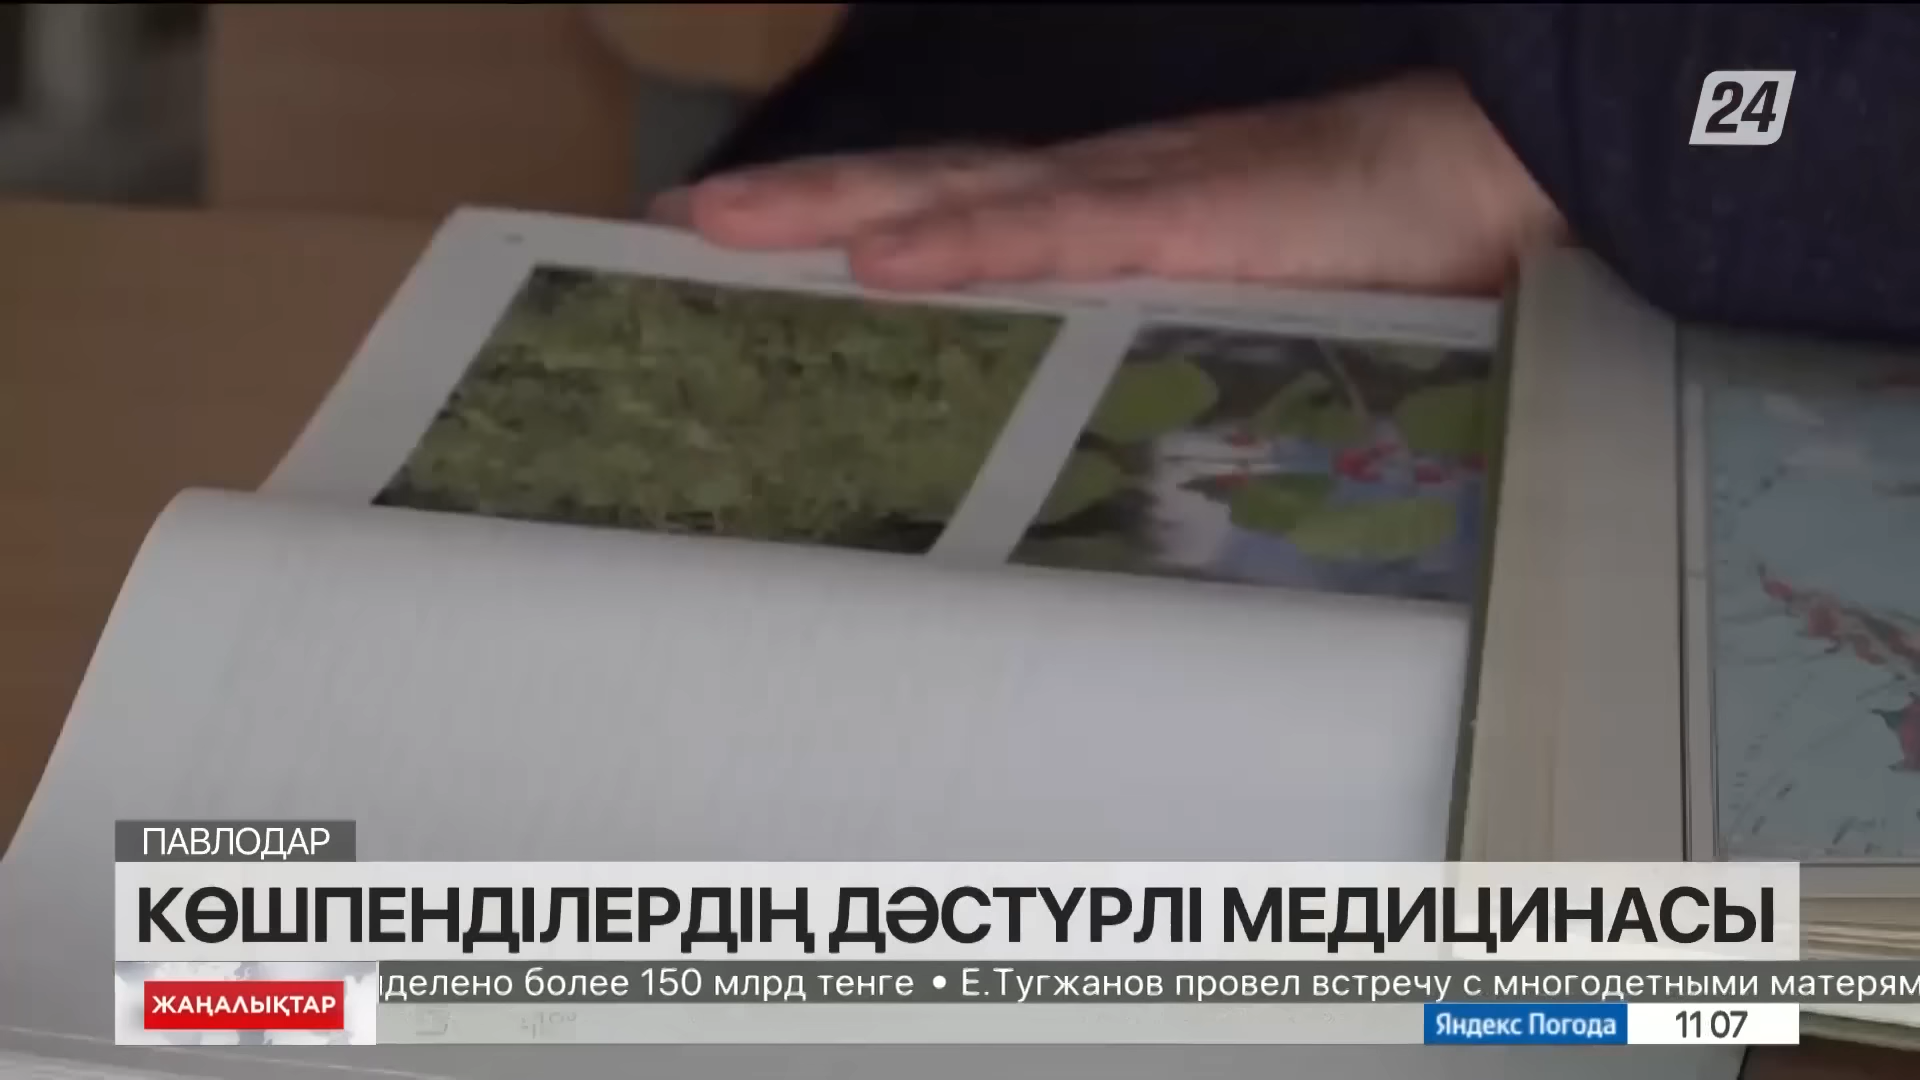 24
ПАВЛОДАР
КӨШПЕНДІЛЕРДІҢ ДӘСТҮРЛІ МЕДИЦИНАСЫ
ЖАҢАЛЫҚТАР
делено более 150 млрд тенге • Е.Тугжанов провел встречу с многодетными матерям
Яндекс Погода
11 07